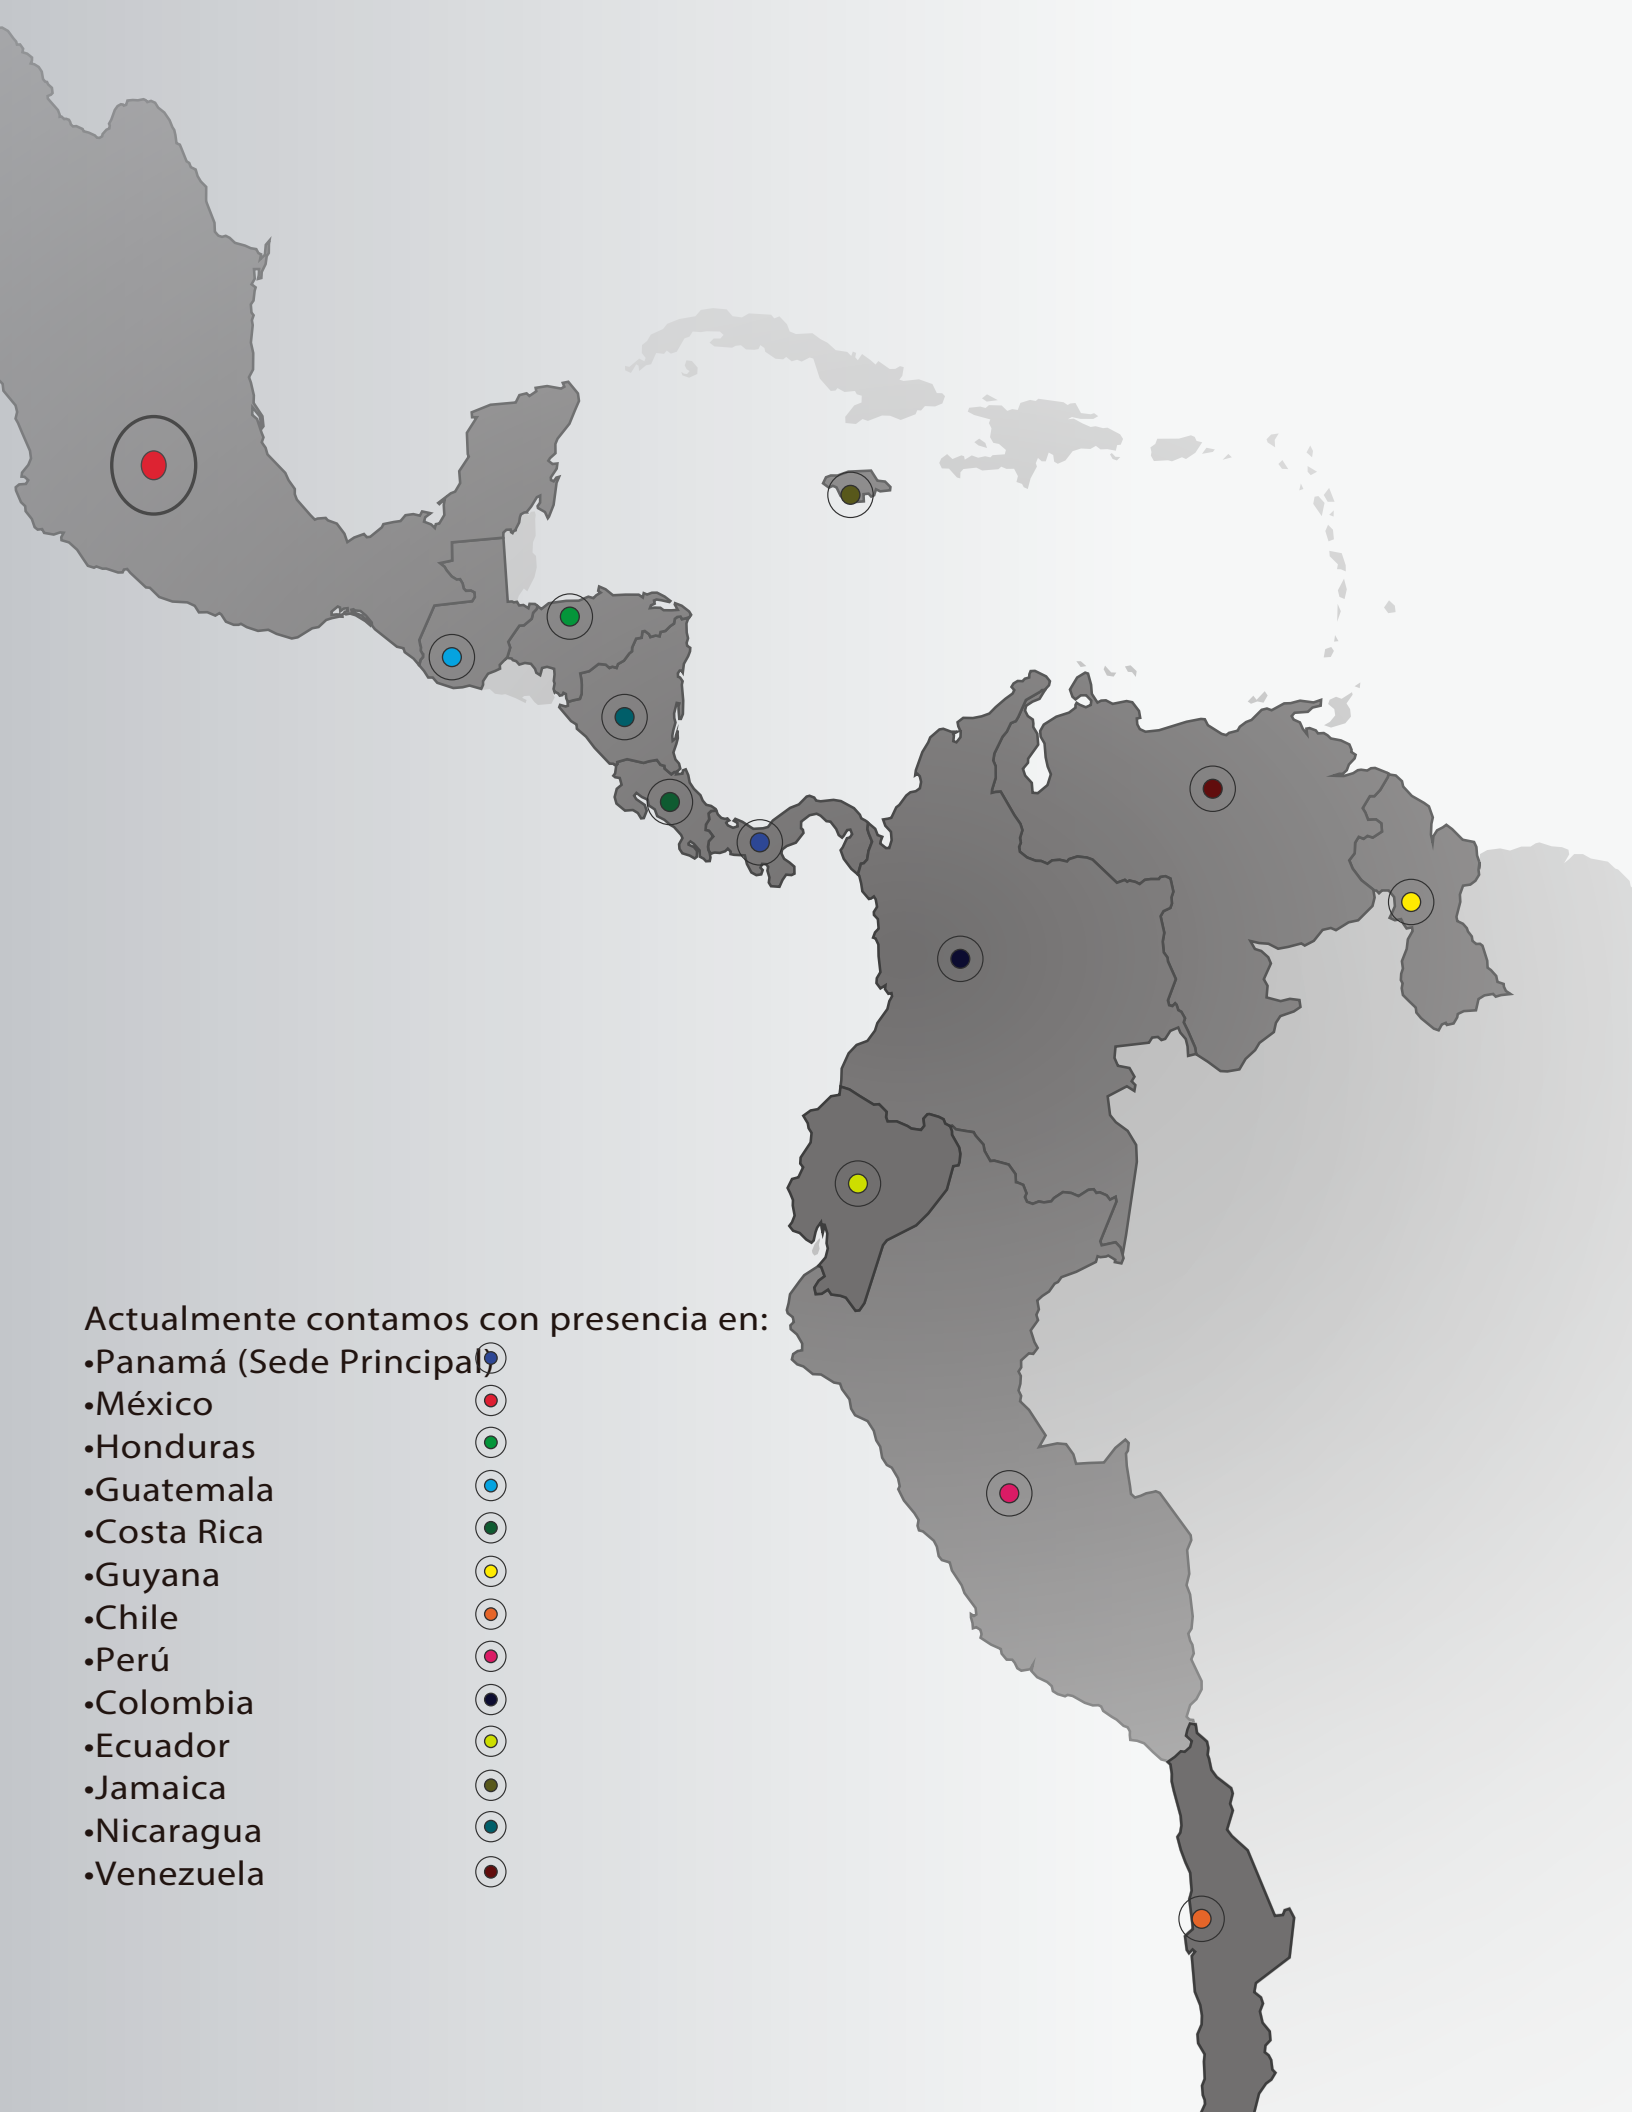 Actualmente contamos con presencia en:
•Panamá (Sede Principal)
•México
•Honduras
•Guatemala
•Costa Rica
•Guyana
•Chile
•Perú
•Colombia
•Ecuador
•Jamaica
•Nicaragua
•Venezuela